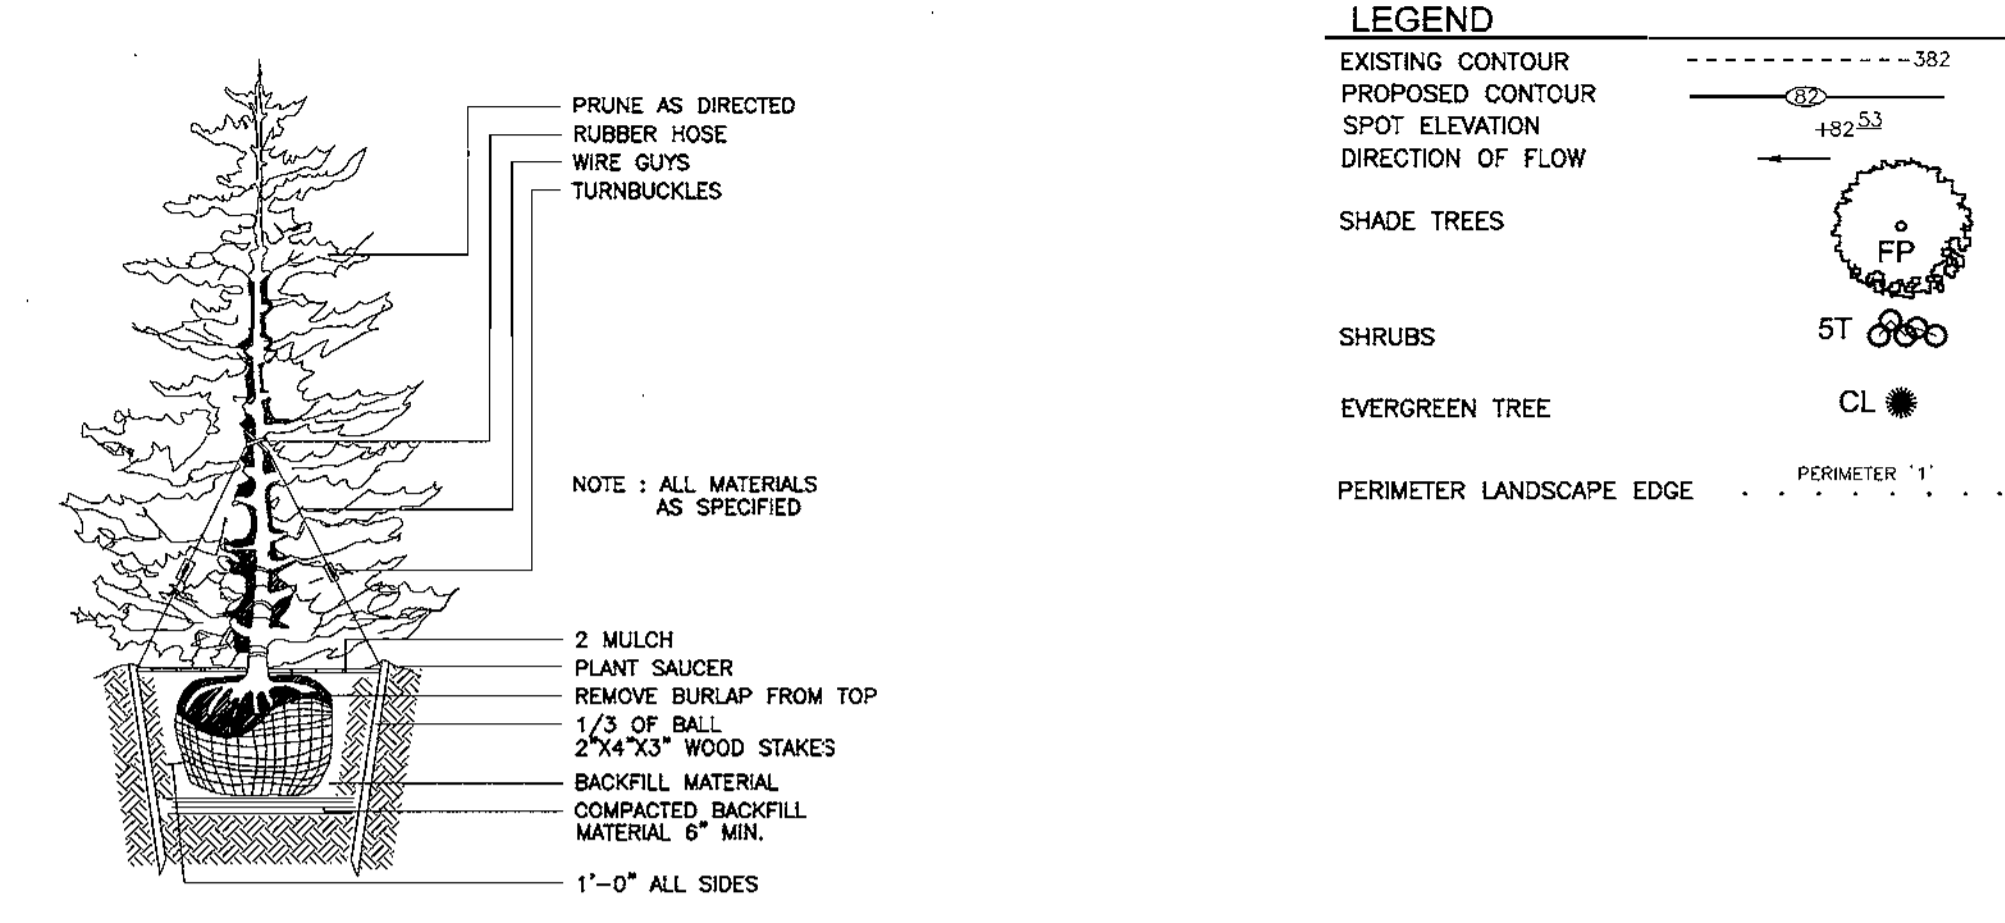 PRUNE AS DIRECTED
RUBBER HOSE
WIRE GUYS
TURNBUCKLES
NOTE : ALL MATERIALS
AS SPECIFIED
2 MULCH
PLANT SAUCER
REMOVE BURLAP FROM TOP
1/3 OF BALL
2"X4"X3" WOOD STAKES
BACKFILL MATERIAL
COMPACTED BACKFILL
MATERIAL 6" MIN.
1'-0" ALL SIDES
LEGEND
EXISTING CONTOUR 382
PROPOSED CONTOUR 82
SPOT ELEVATION +82 53
DIRECTION OF FLOW
SHADE TREES FP
SHRUBS 5T
EVERGREEN TREE CL
PERIMETER LANDSCAPE EDGE PERIMETER '1'